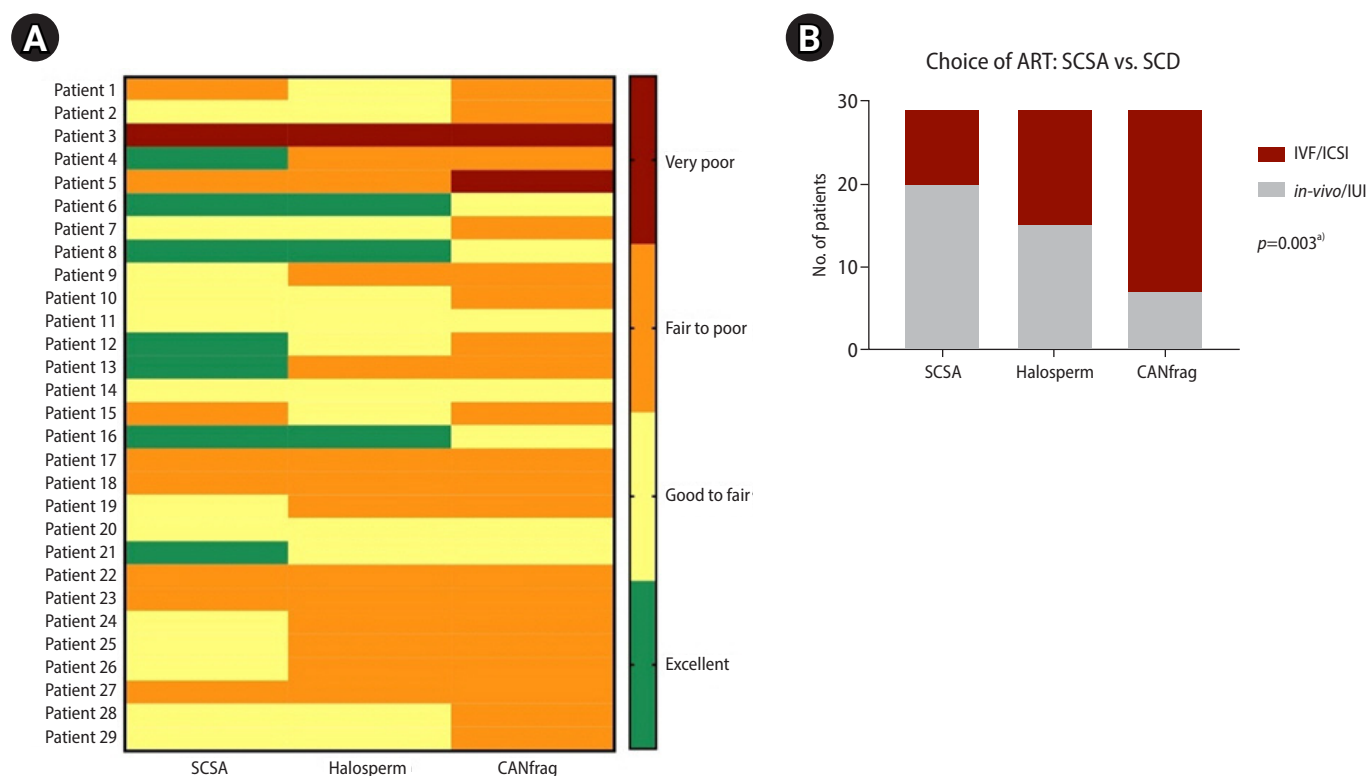 A
Patient 1
Patient 2
Patient 3
Patient 4
Patient 5
Patient 6
Patient 7
Patient 8
Patient 9
Patient 10
Patient 11
Patient 12
Patient 13
Patient 14
Patient 15
Patient 16
Patient 17
Patient 18
Patient 19
Patient 20
Patient 21
Patient 22
Patient 23
Patient 24
Patient 25
Patient 26
Patient 27
Patient 28
Patient 29
SCSA Halosperm CANfrag
Very poor
Fair to poor
Good to fair
Excellent
B
Choice of ART: SCSA vs. SCD
No. of patients
30
20
10
0
SCSA Halosperm CANfrag
IVF/ICSI
in-vivo/IUI
p=0.003a)